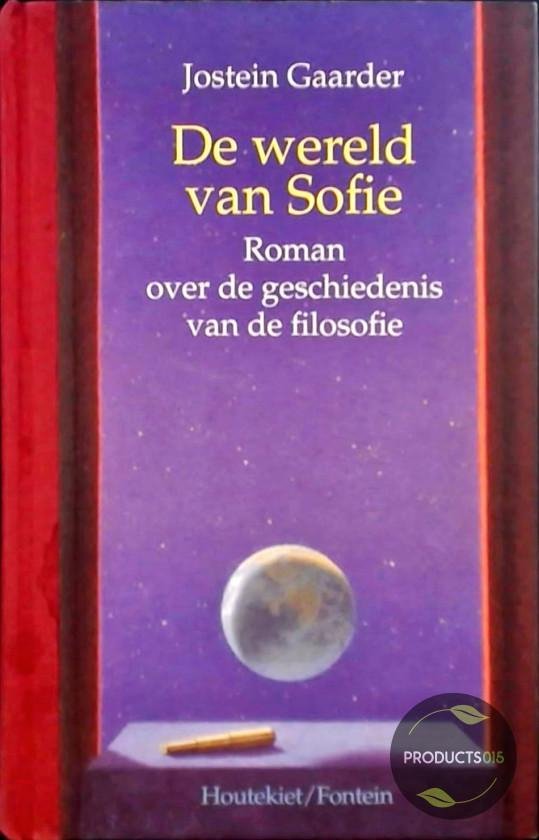 Jostein Gaarder
De wereld
van Sofie
Roman
over de geschiedenis
van de filosofie
PRODUCTS015
Houtekiet/Fontein